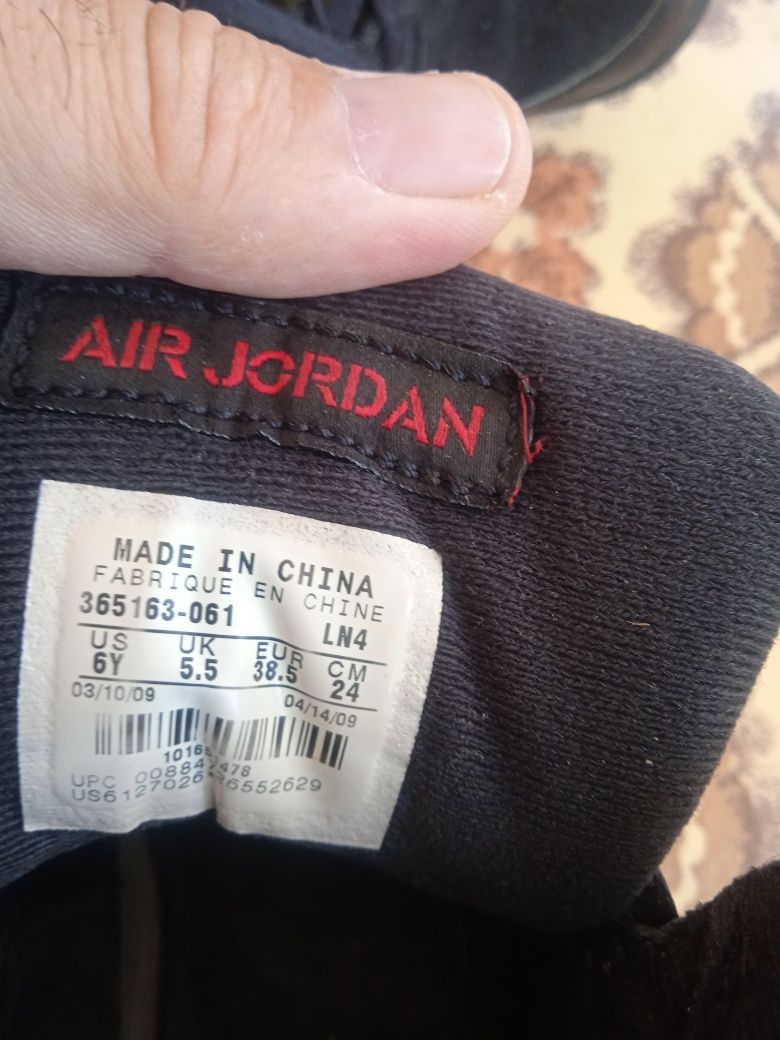 AIR JORDAN
MADE IN CHINA
FABRIQUE EN CHINE
365163-061 LN4
US UK EUR CM
6Y 5.5 38.5 24
03/10/09 04/14/09
UPC